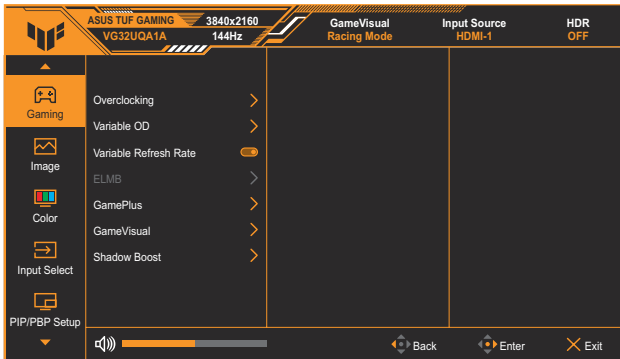 ASUS TUF GAMING 3840x2160 GameVisual Input Source HDR
VG32UQA1A 144Hz Racing Mode HDMI-1 OFF
Gaming
Image
Color
Input Select
PIP/PBP Setup
Overclocking
Variable OD
Variable Refresh Rate
ELMB
GamePlus
GameVisual
Shadow Boost
Back Enter Exit